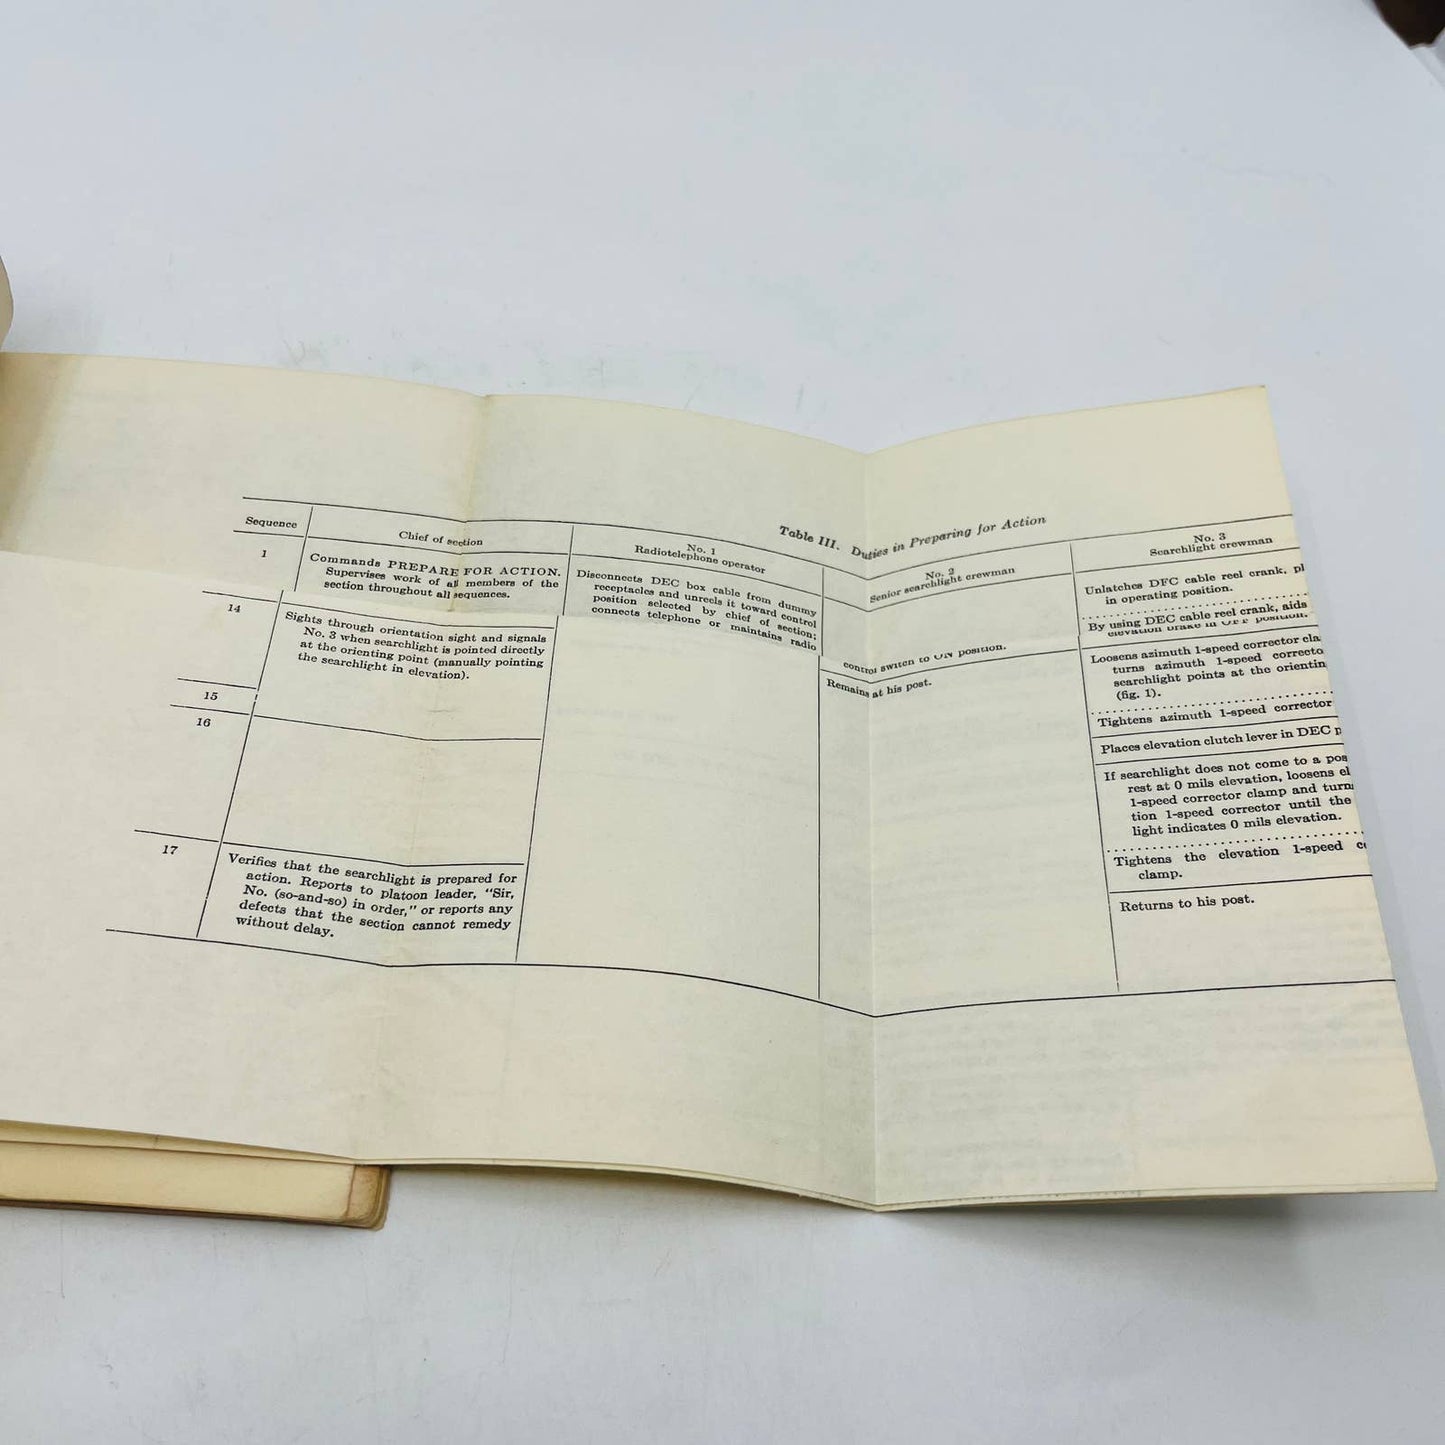 Table III. Duties in Preparing for Action
Sequence
Chief of section
No. 1
Radiotelephone operator
No. 2
Senior searchlight crewman
No. 3
Searchlight crewman
1
Commands PREPARE FOR ACTION.
Supervises work of all members of the
section throughout all sequences.
Disconnects DEC box cable from dummy
receptacles and unreels it toward control
position selected by chief of section;
connects telephone or maintains radio
Unlatches DFC cable reel crank, pl
in operating position.
By using DEC cable reel crank, aids
elevation brake in OFF position.
14
Sights through orientation sight and signals
No. 3 when searchlight is pointed directly
at the orienting point (manually pointing
the searchlight in elevation).
control switch to ON position.
Remains at his post.
Loosens azimuth 1-speed corrector cla
turns azimuth 1-speed correcto
searchlight points at the orientin
(fig. 1).
Tightens azimuth 1-speed corrector
15
Places elevation clutch lever in DEC p
16
If searchlight does not come to a pos
rest at 0 mils elevation, loosens el
1-speed corrector clamp and turn
tion 1-speed corrector until the
light indicates 0 mils elevation.
Tightens the elevation 1-speed co
clamp.
17
Verifies that the searchlight is prepared for
action. Reports to platoon leader, "Sir,
No. (so-and-so) in order," or reports any
defects that the section cannot remedy
without delay.
Returns to his post.